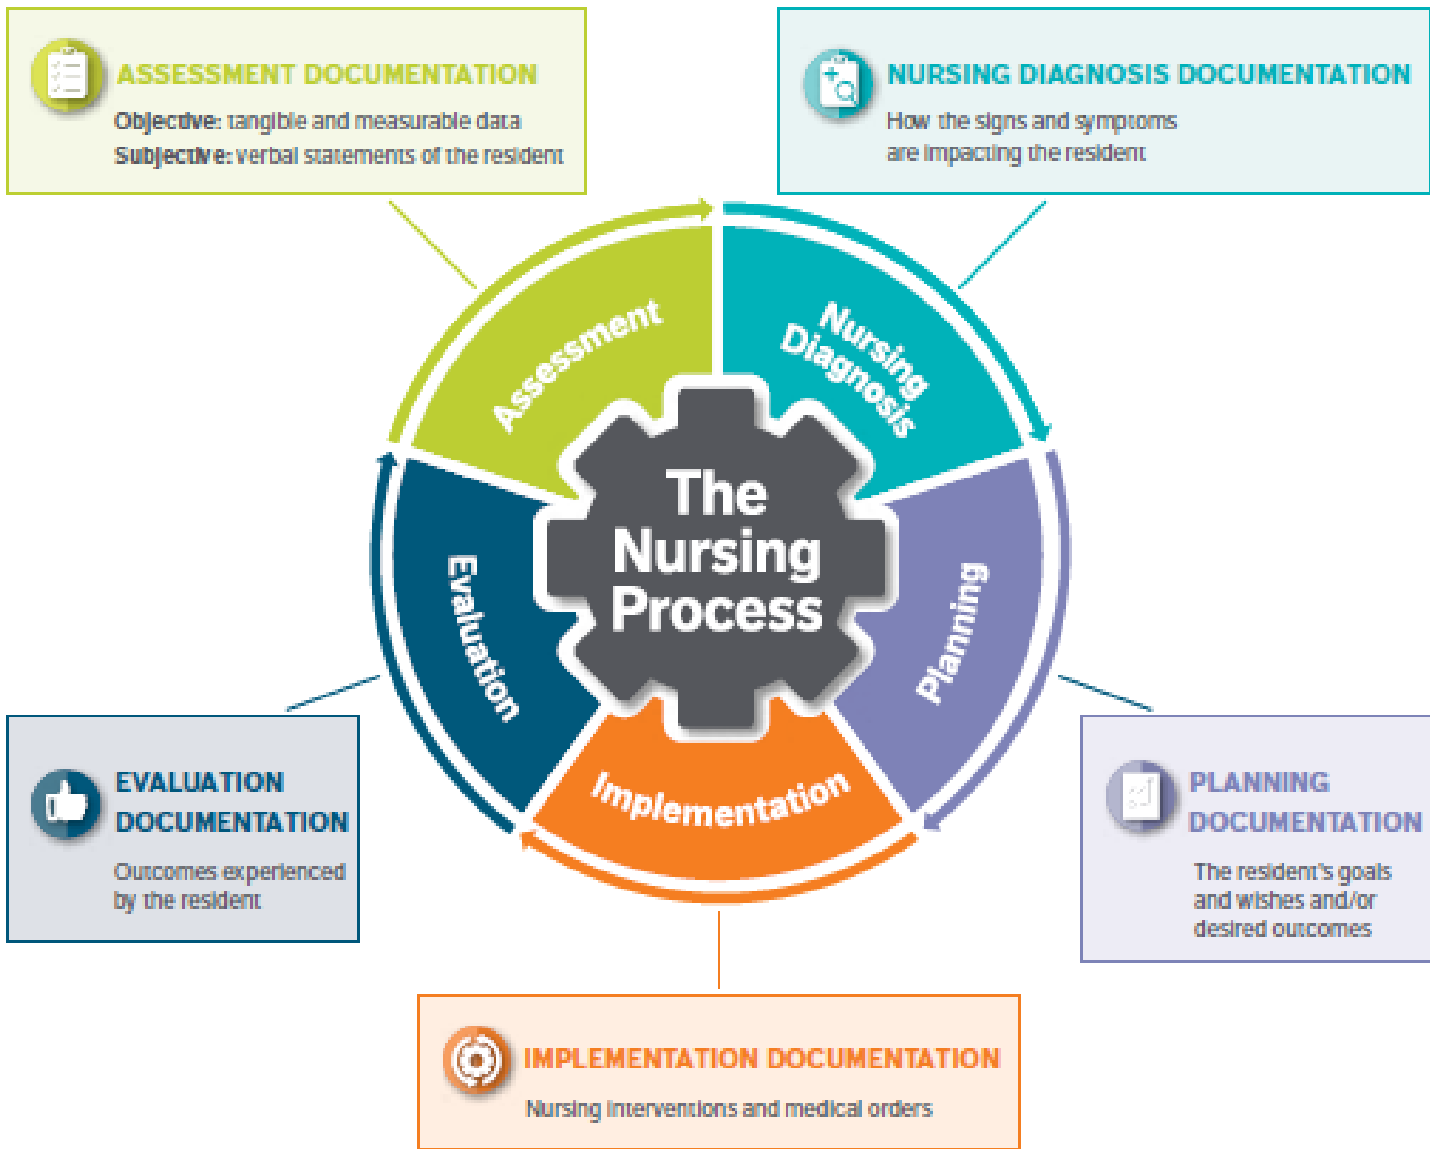 ASSESSMENT DOCUMENTATION
Objective: tangible and measurable data
Subjective: verbal statements of the resident
NURSING DIAGNOSIS DOCUMENTATION
How the signs and symptoms
are impacting the resident
Assessment
Nursing
Diagnosis
The
Nursing
Process
Evaluation
Planning
Implementation
EVALUATION
DOCUMENTATION
Outcomes experienced
by the resident
PLANNING
DOCUMENTATION
The resident's goals
and wishes and/or
desired outcomes
IMPLEMENTATION DOCUMENTATION
Nursing interventions and medical orders